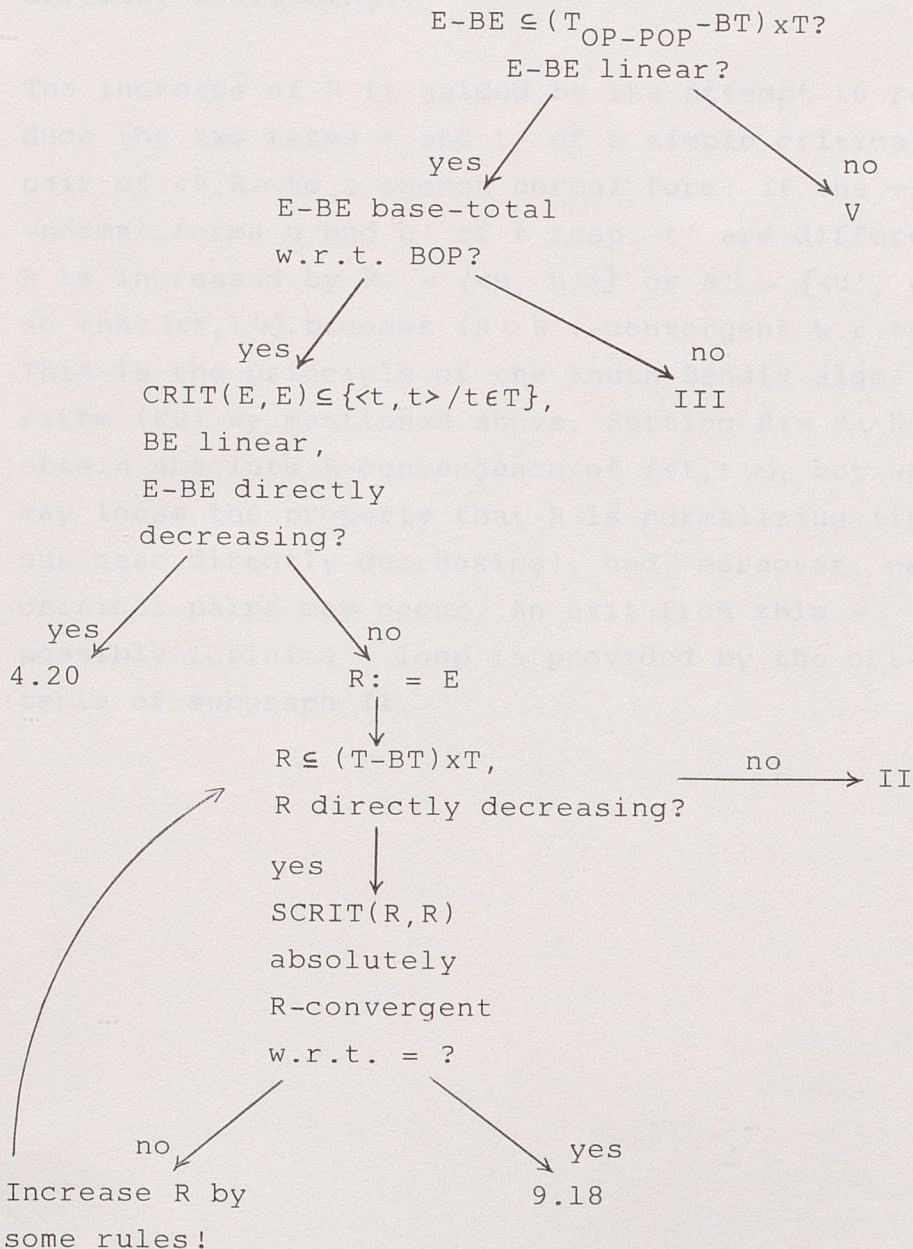 E-BE ⊆ (T_OP-POP-BT)xT?
E-BE linear?
yes
no
E-BE base-total
V
w.r.t. BOP?
yes
no
CRIT(E,E)⊆{<t,t>/t∈T},
III
BE linear,
E-BE directly
decreasing?
yes
no
4.20
R: = E
R ⊆ (T-BT)xT,
no
II
R directly decreasing?
yes
SCRIT(R,R)
absolutely
R-convergent
w.r.t. = ?
no
yes
Increase R by
9.18
some rules!